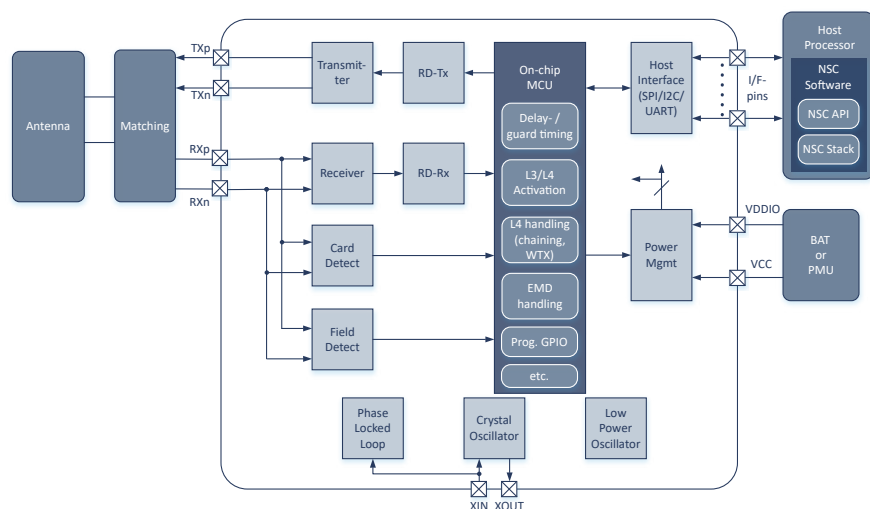 Antenna
Matching
TXp
TXn
RXp
RXn
Transmit-
ter
RD-Tx
Receiver
RD-Rx
Card
Detect
Field
Detect
On-chip
MCU
Delay- /
guard timing
L3/L4
Activation
L4 handling
(chaining,
WTX)
EMD
handling
Prog. GPIO
etc.
Host
Interface
(SPI/I2C/
UART)
I/F-
pins
Host
Processor
NSC
Software
NSC API
NSC Stack
Power
Mgmt
VDDIO
VCC
BAT
or
PMU
Phase
Locked
Loop
Crystal
Oscillator
Low
Power
Oscillator
XIN
XOUT